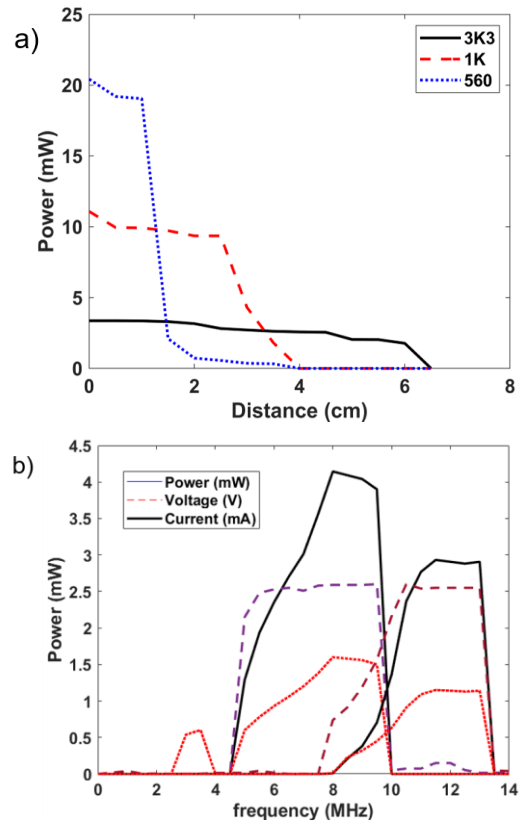 a)
25
20
15
10
5
0
Power (mW)
3K3
1K
560
0 2 4 6 8
Distance (cm)
b)
4.5
4
3.5
3
2.5
2
1.5
1
0.5
0
Power (mW)
Power (mW)
Voltage (V)
Current (mA)
0 2 4 6 8 10 12 14
frequency (MHz)